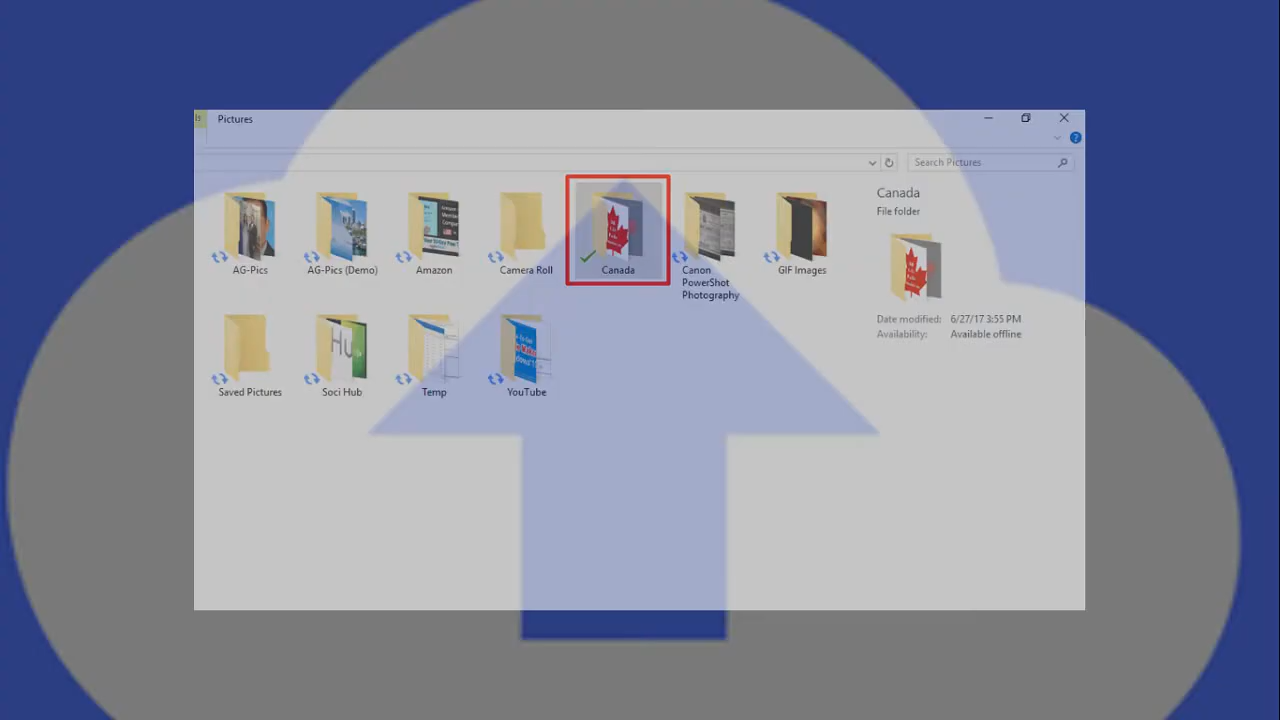 Pictures
Search Pictures
AG-Pics
AG-Pics (Demo)
Amazon
Camera Roll
Canada
Canon
PowerShot
Photography
GIF Images
Saved Pictures
Soci Hub
Temp
YouTube
Canada
File folder
Date modified: 6/27/17 3:55 PM
Availability: Available offline